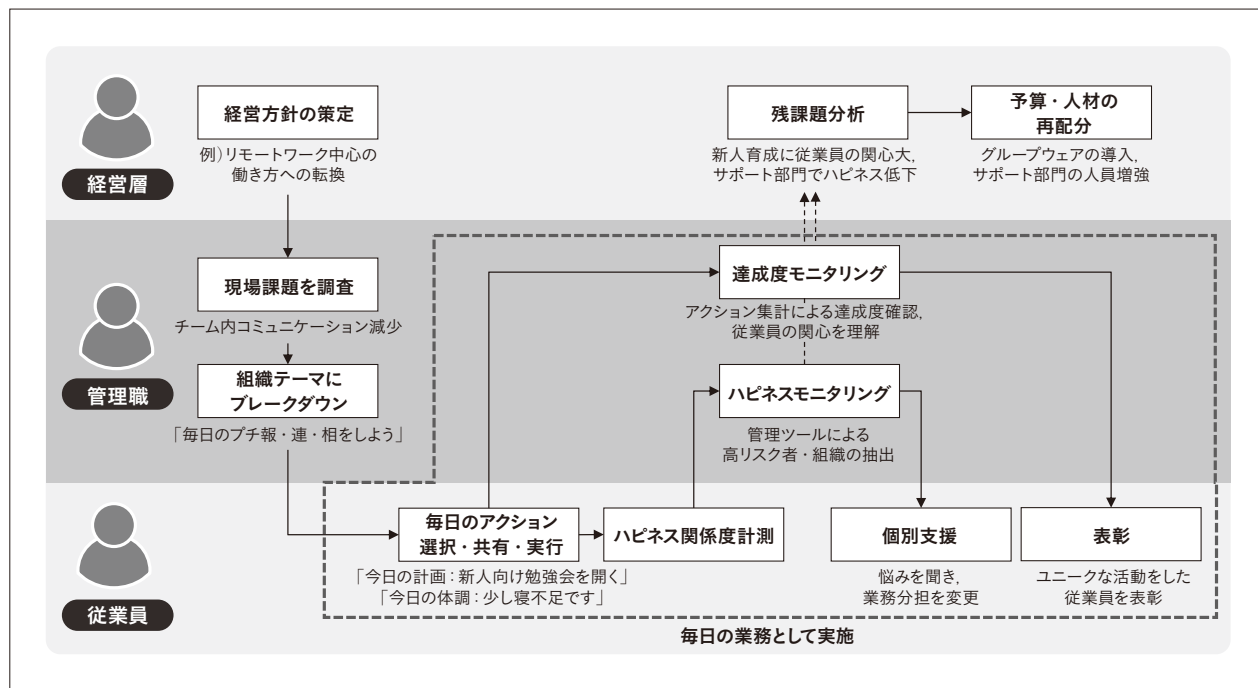 経営層
経営方針の策定
例）リモートワーク中心の
働き方への転換
残課題分析
新人育成に従業員の関心大，
サポート部門でハピネス低下
予算・人材の
再配分
グループウェアの導入，
サポート部門の人員増強
管理職
現場課題を調査
チーム内コミュニケーション減少
組織テーマに
ブレークダウン
「毎日のプチ報・連・相をしよう」
達成度モニタリング
アクション集計による達成度確認，
従業員の関心を理解
ハピネスモニタリング
管理ツールによる
高リスク者・組織の抽出
従業員
毎日のアクション
選択・共有・実行
「今日の計画：新人向け勉強会を開く」
「今日の体調：少し寝不足です」
ハピネス関係度計測
個別支援
悩みを聞き，
業務分担を変更
表彰
ユニークな活動をした
従業員を表彰
毎日の業務として実施